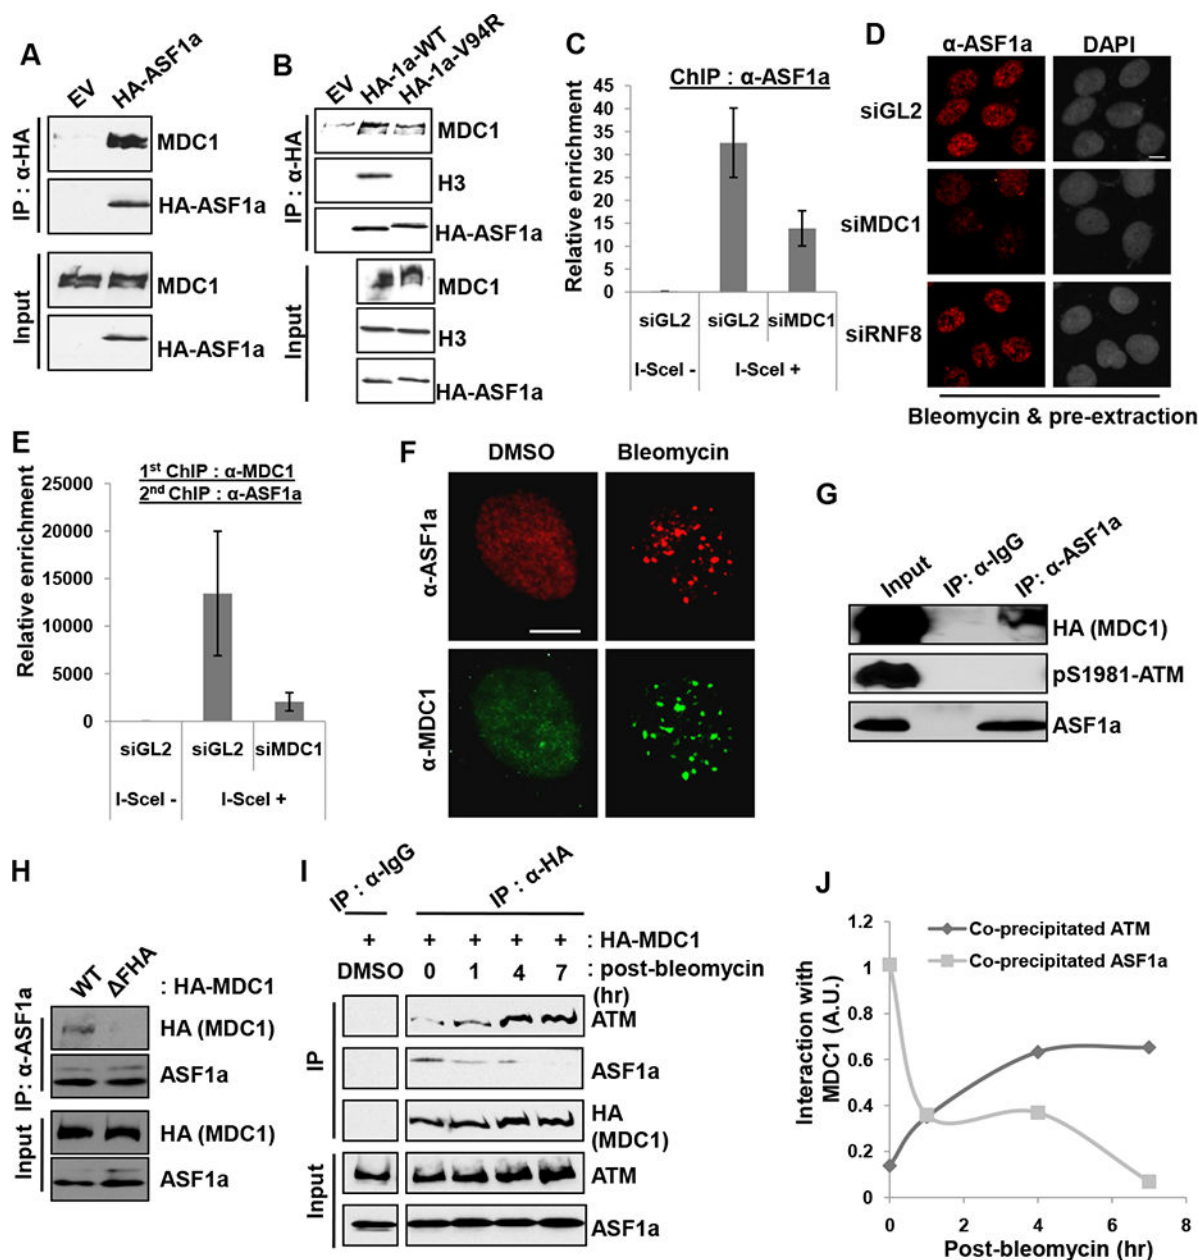 A
EV
HA-ASF1a
IP : α-HA
MDC1
HA-ASF1a
Input
MDC1
HA-ASF1a
B
EV
HA-1a-WT
HA-1a-V94R
IP : α-HA
MDC1
H3
HA-ASF1a
Input
MDC1
H3
HA-ASF1a
C
ChIP : α-ASF1a
Relative enrichment
45
40
35
30
25
20
15
10
5
0
siGL2 siGL2 siMDC1
I-SceI - I-SceI +
D
α-ASF1a DAPI
siGL2
siMDC1
siRNF8
Bleomycin & pre-extraction
E
1st ChIP : α-MDC1
2nd ChIP : α-ASF1a
Relative enrichment
25000
20000
15000
10000
5000
0
siGL2 siGL2 siMDC1
I-SceI - I-SceI +
F
DMSO Bleomycin
α-ASF1a
α-MDC1
G
Input
IP: α-IgG
IP: α-ASF1a
HA (MDC1)
pS1981-ATM
ASF1a
H
WT
ΔFHA
: HA-MDC1
IP: α-ASF1a
HA (MDC1)
ASF1a
Input
HA (MDC1)
ASF1a
I
IP : α-IgG
IP : α-HA
+ + + + + : HA-MDC1
DMSO 0 1 4 7 : post-bleomycin
(hr)
IP
ATM
ASF1a
HA
(MDC1)
Input
ATM
ASF1a
J
Co-precipitated ATM
Co-precipitated ASF1a
Interaction with
MDC1 (A.U.)
1.2
1
0.8
0.6
0.4
0.2
0
0 2 4 6 8
Post-bleomycin (hr)